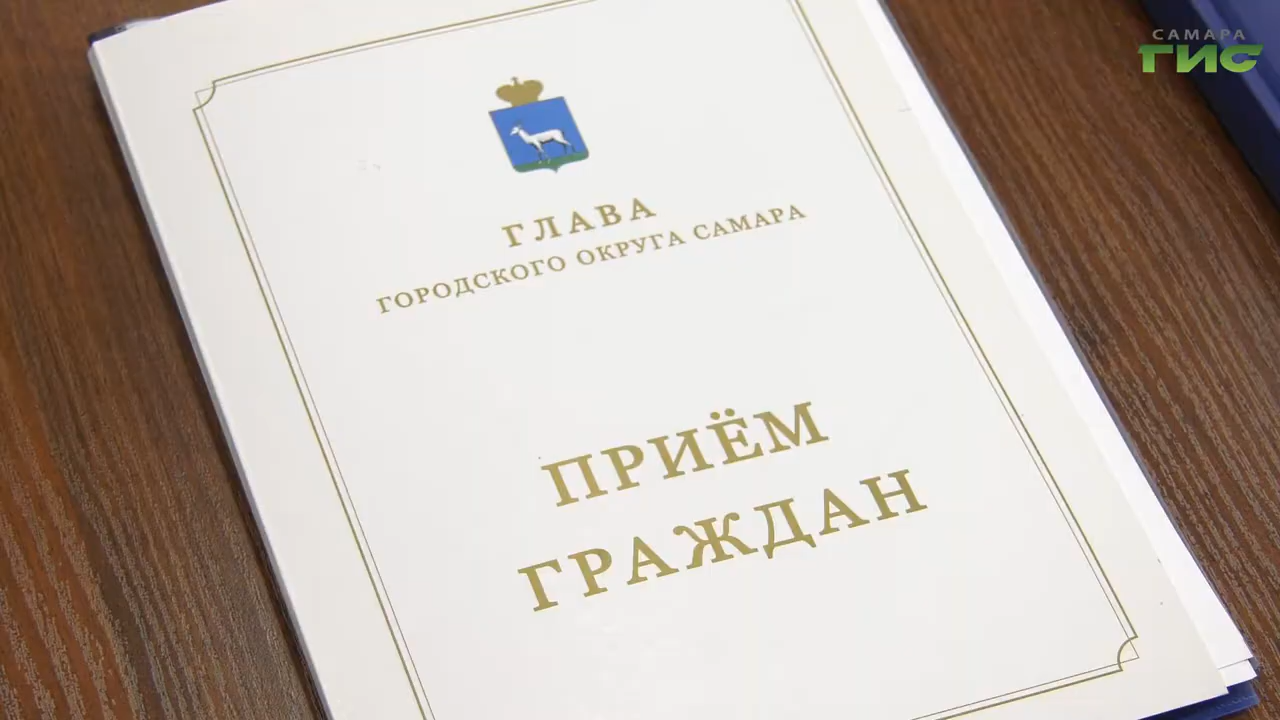 САМАРА
ГИС
ГЛАВА
ГОРОДСКОГО ОКРУГА САМАРА
ПРИЁМ
ГРАЖДАН